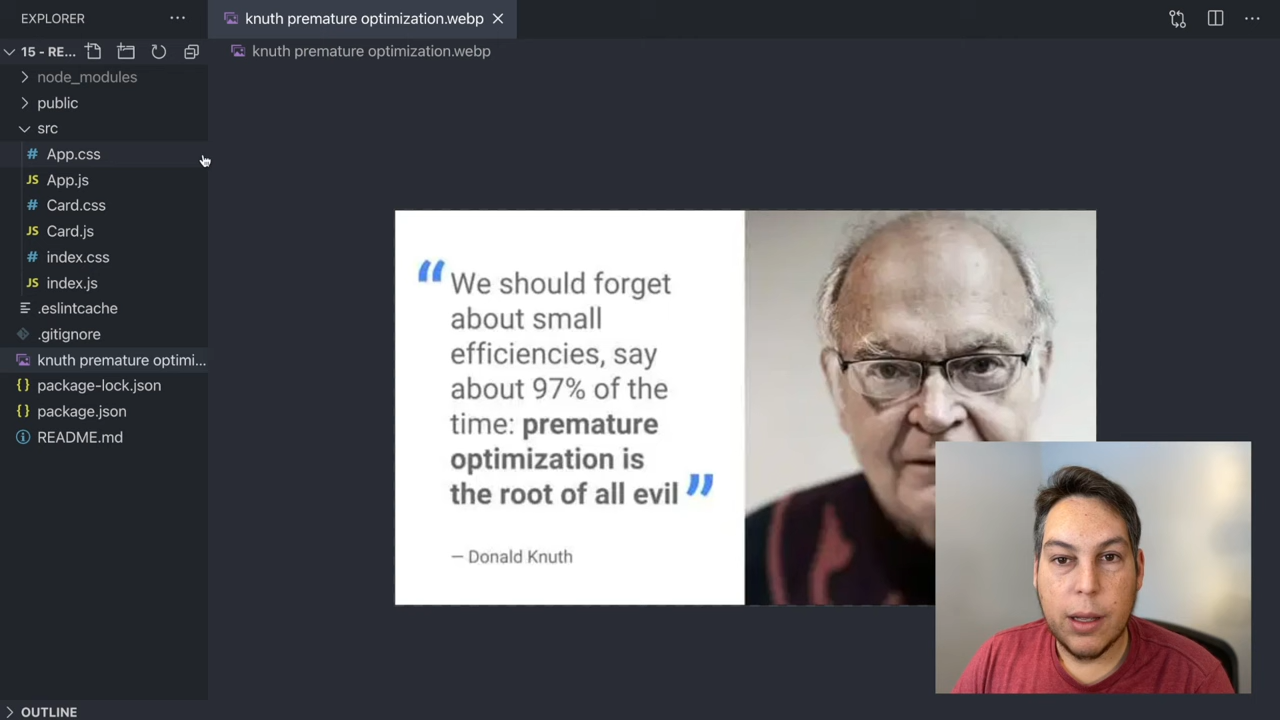 EXPLORER
knuth premature optimization.webp
15 - RE...
knuth premature optimization.webp
node_modules
public
src
# App.css
JS App.js
# Card.css
JS Card.js
# index.css
JS index.js
.eslintcache
.gitignore
knuth premature optimi...
{} package-lock.json
{} package.json
README.md
OUTLINE
“We should forget
about small
efficiencies, say
about 97% of the
time: premature
optimization is
the root of all evil”
— Donald Knuth